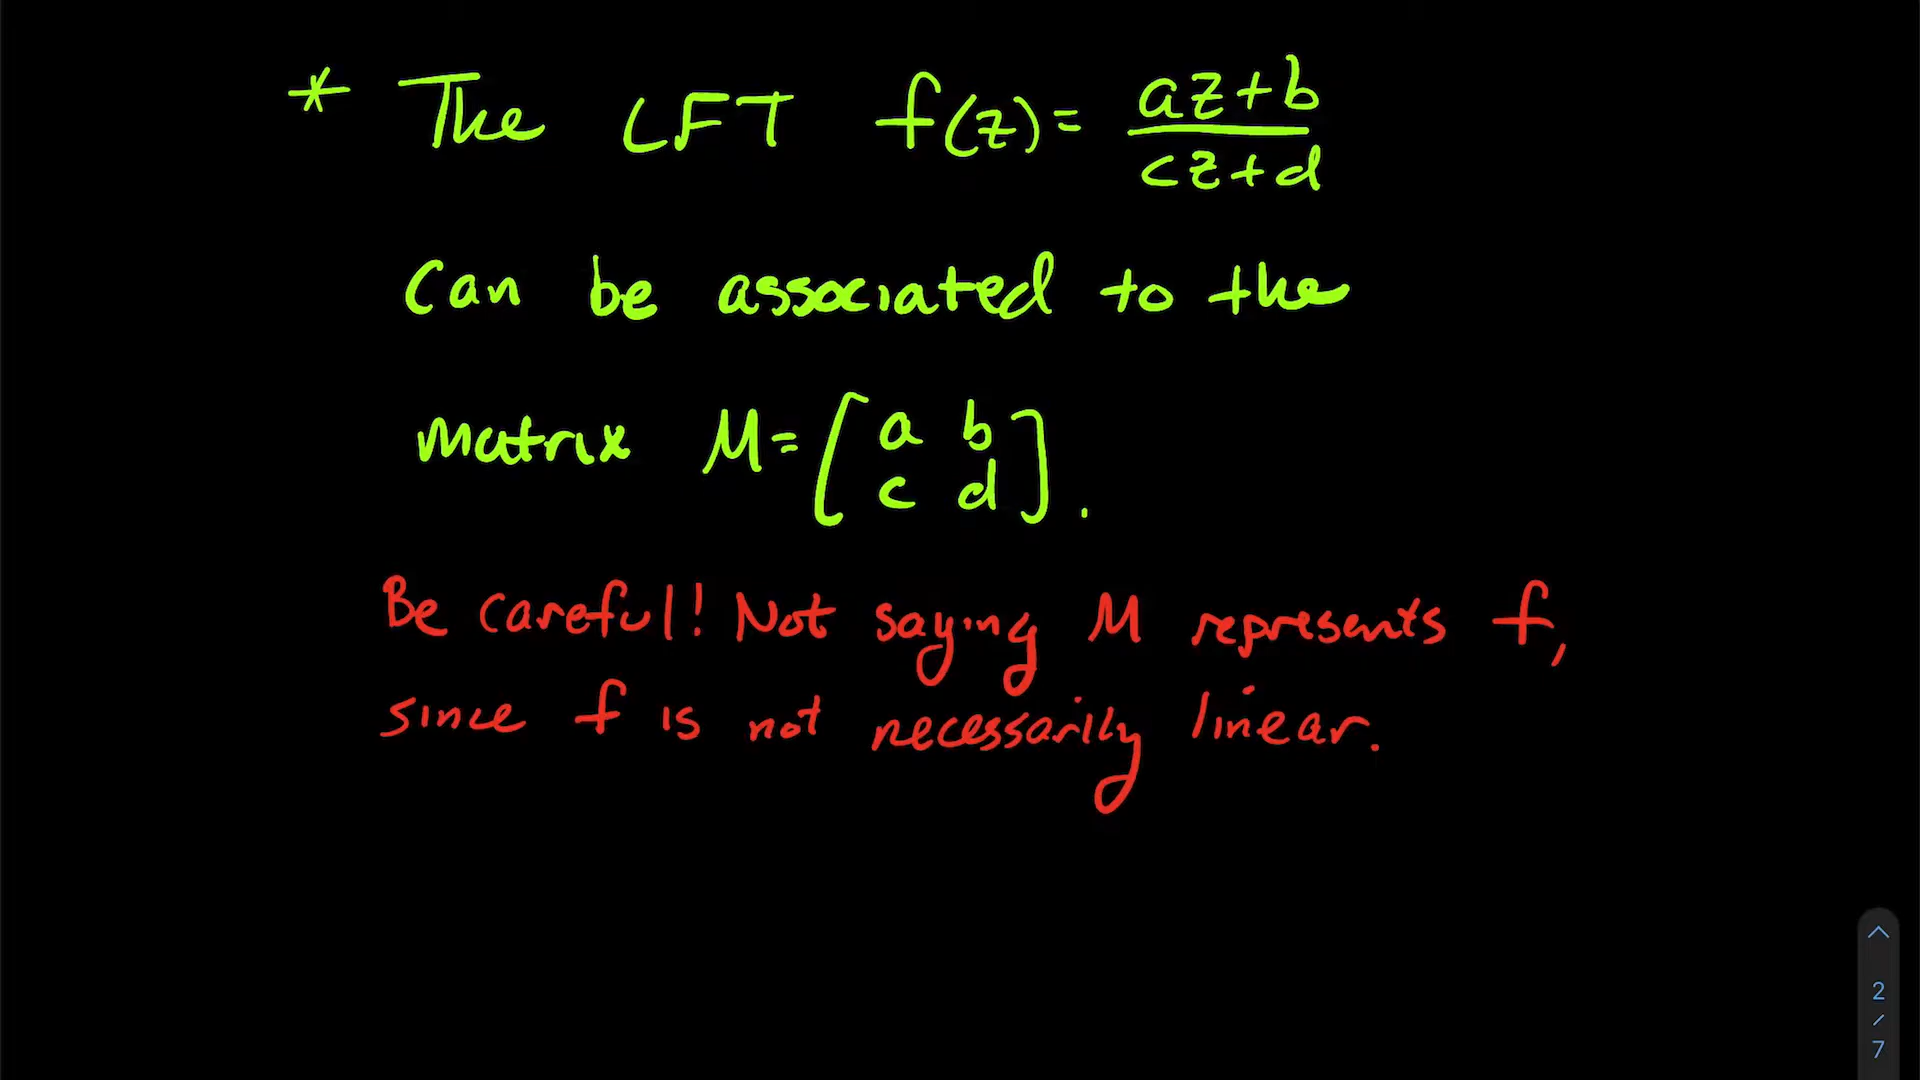 * The LFT f(z) = az+b / cz+d
Can be associated to the
matrix M = [a b
c d].
Be careful! Not saying M represents f,
since f is not necessarily linear.
2
/
7